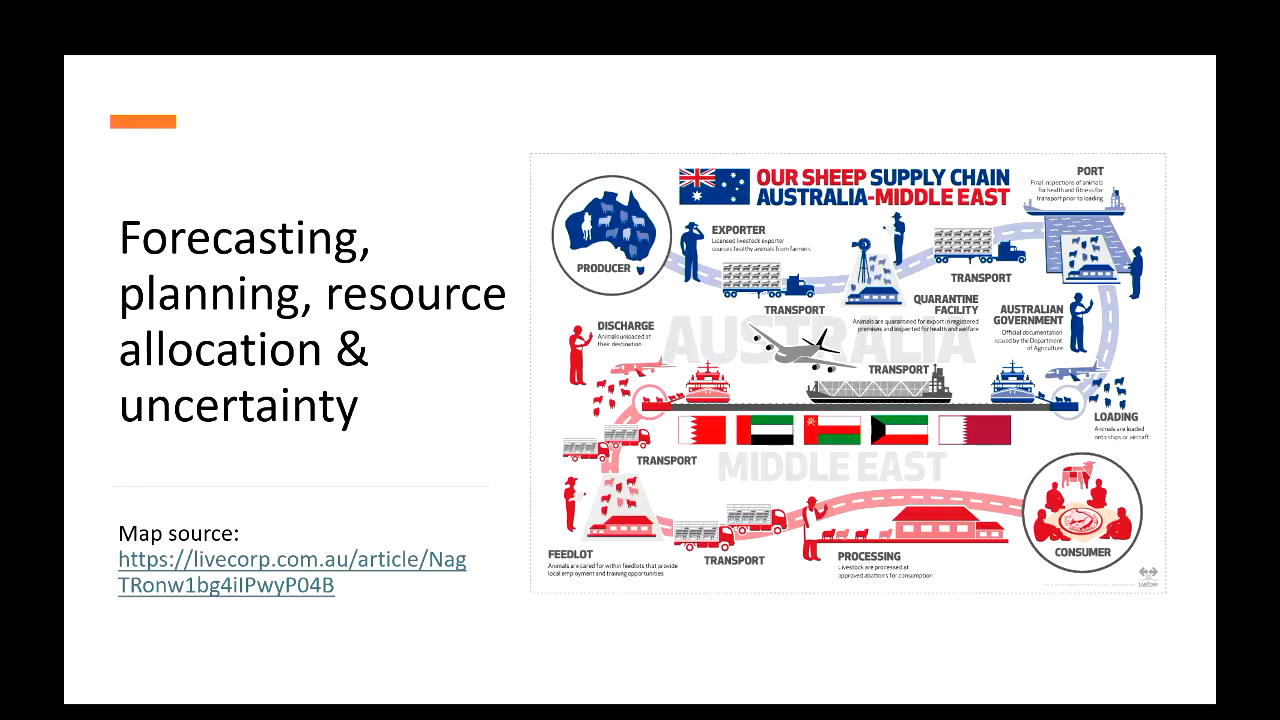 Forecasting,
planning, resource
allocation &
uncertainty
Map source:
https://livecorp.com.au/article/Nag
TRonw1bg4iIPwyP04B
OUR SHEEP SUPPLY CHAIN
AUSTRALIA-MIDDLE EAST
PRODUCER
EXPORTER
Licensed livestock exporter
sources healthy animals from farmers
TRANSPORT
QUARANTINE
FACILITY
Animals are quarantined for export in registered
premises and inspected for health and welfare
TRANSPORT
PORT
Final inspections of animals
for health and fitness for
transport prior to loading
AUSTRALIAN
GOVERNMENT
Official documentation
issued by the Department
of Agriculture
LOADING
Animals are loaded
onto ships or aircraft
AUSTRALIA
TRANSPORT
DISCHARGE
Animals unloaded at
their destination
MIDDLE EAST
TRANSPORT
FEEDLOT
Animals are cared for within feedlots that provide
local employment and training opportunities
TRANSPORT
PROCESSING
Livestock are processed at
approved abattoirs for consumption
CONSUMER
LIVECORP